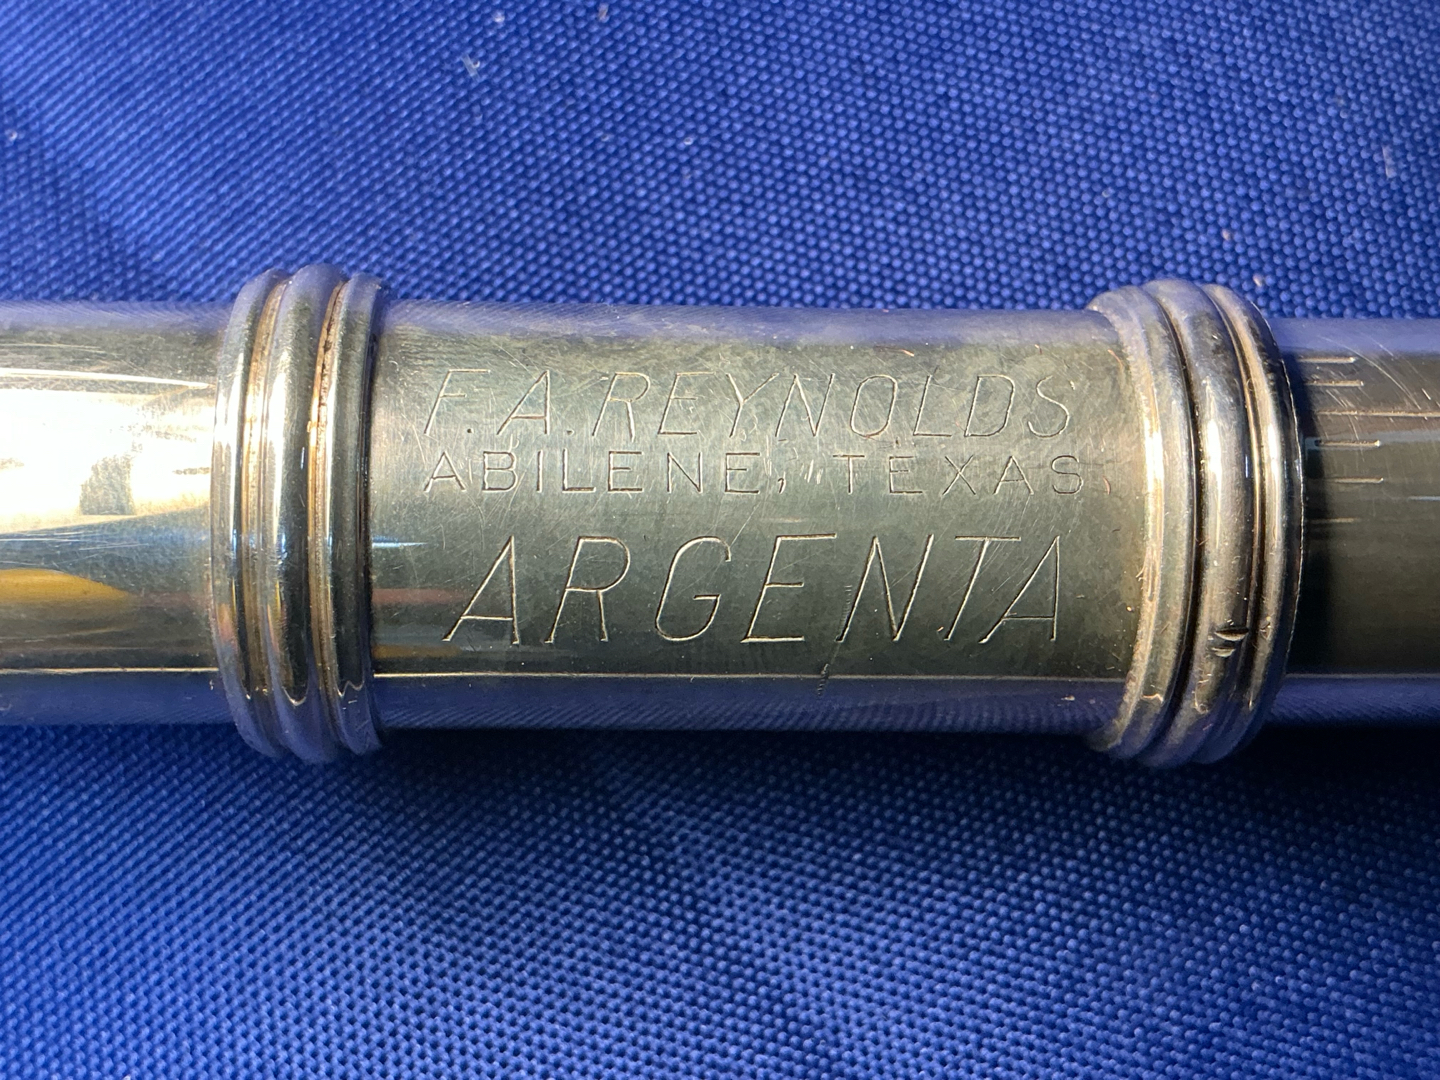 F.A.REYNOLDS
ABILENE, TEXAS
ARGENTA